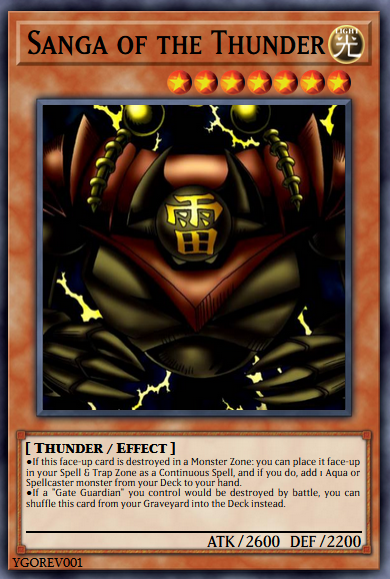 SANGA OF THE THUNDER
LIGHT
光
雷
[ THUNDER / EFFECT ]
●If this face-up card is destroyed in a Monster Zone: you can place it face-up
in your Spell & Trap Zone as a Continuous Spell, and if you do, add 1 Aqua or
Spellcaster monster from your Deck to your hand.
●If a "Gate Guardian" you control would be destroyed by battle, you can
shuffle this card from your Graveyard into the Deck instead.
ATK / 2600 DEF / 2200
YGOREV001